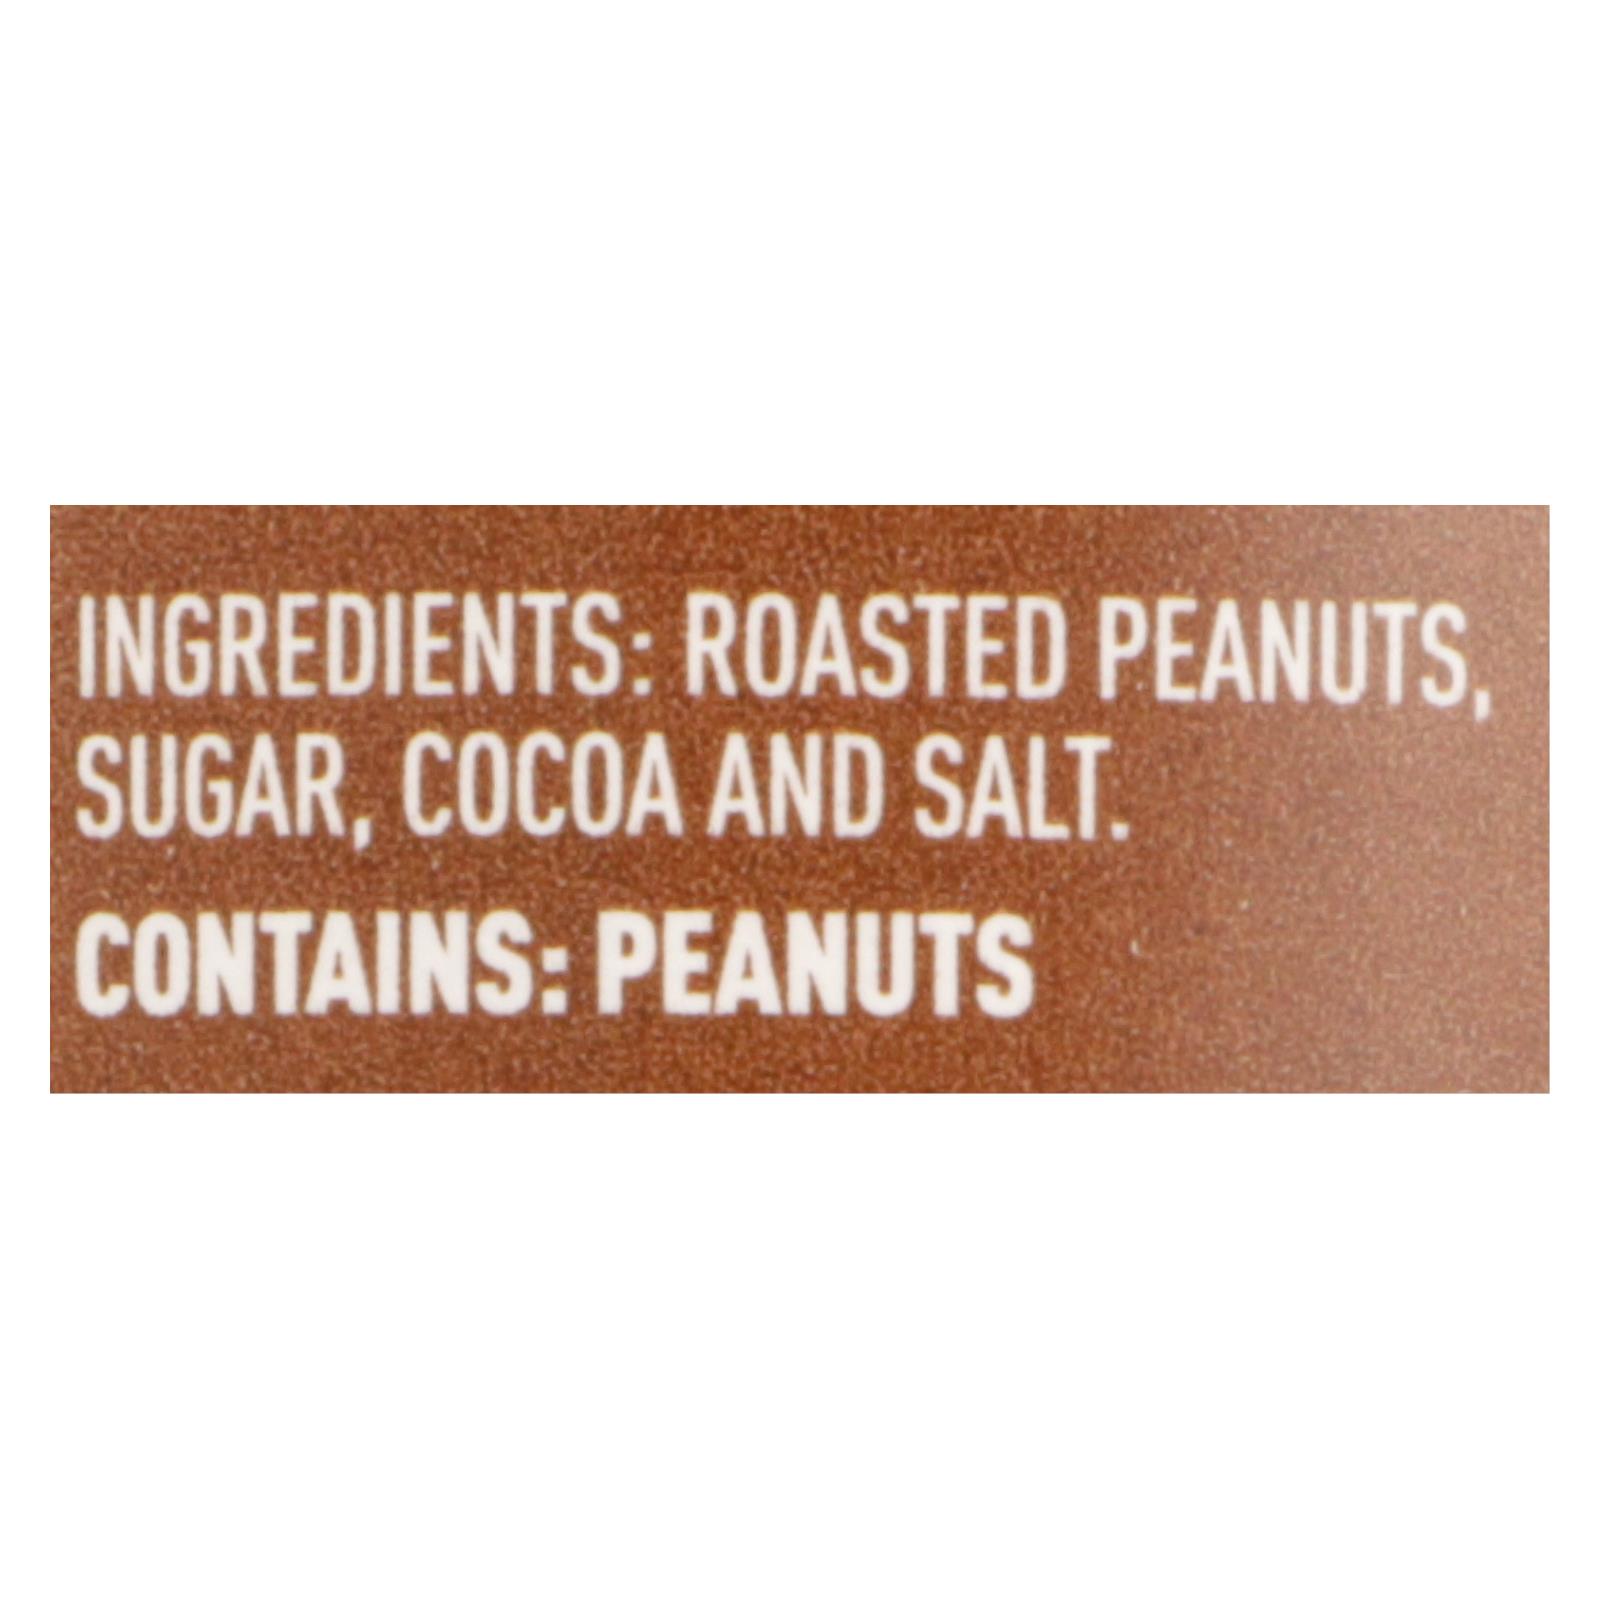 INGREDIENTS: ROASTED PEANUTS,
SUGAR, COCOA AND SALT.
CONTAINS: PEANUTS